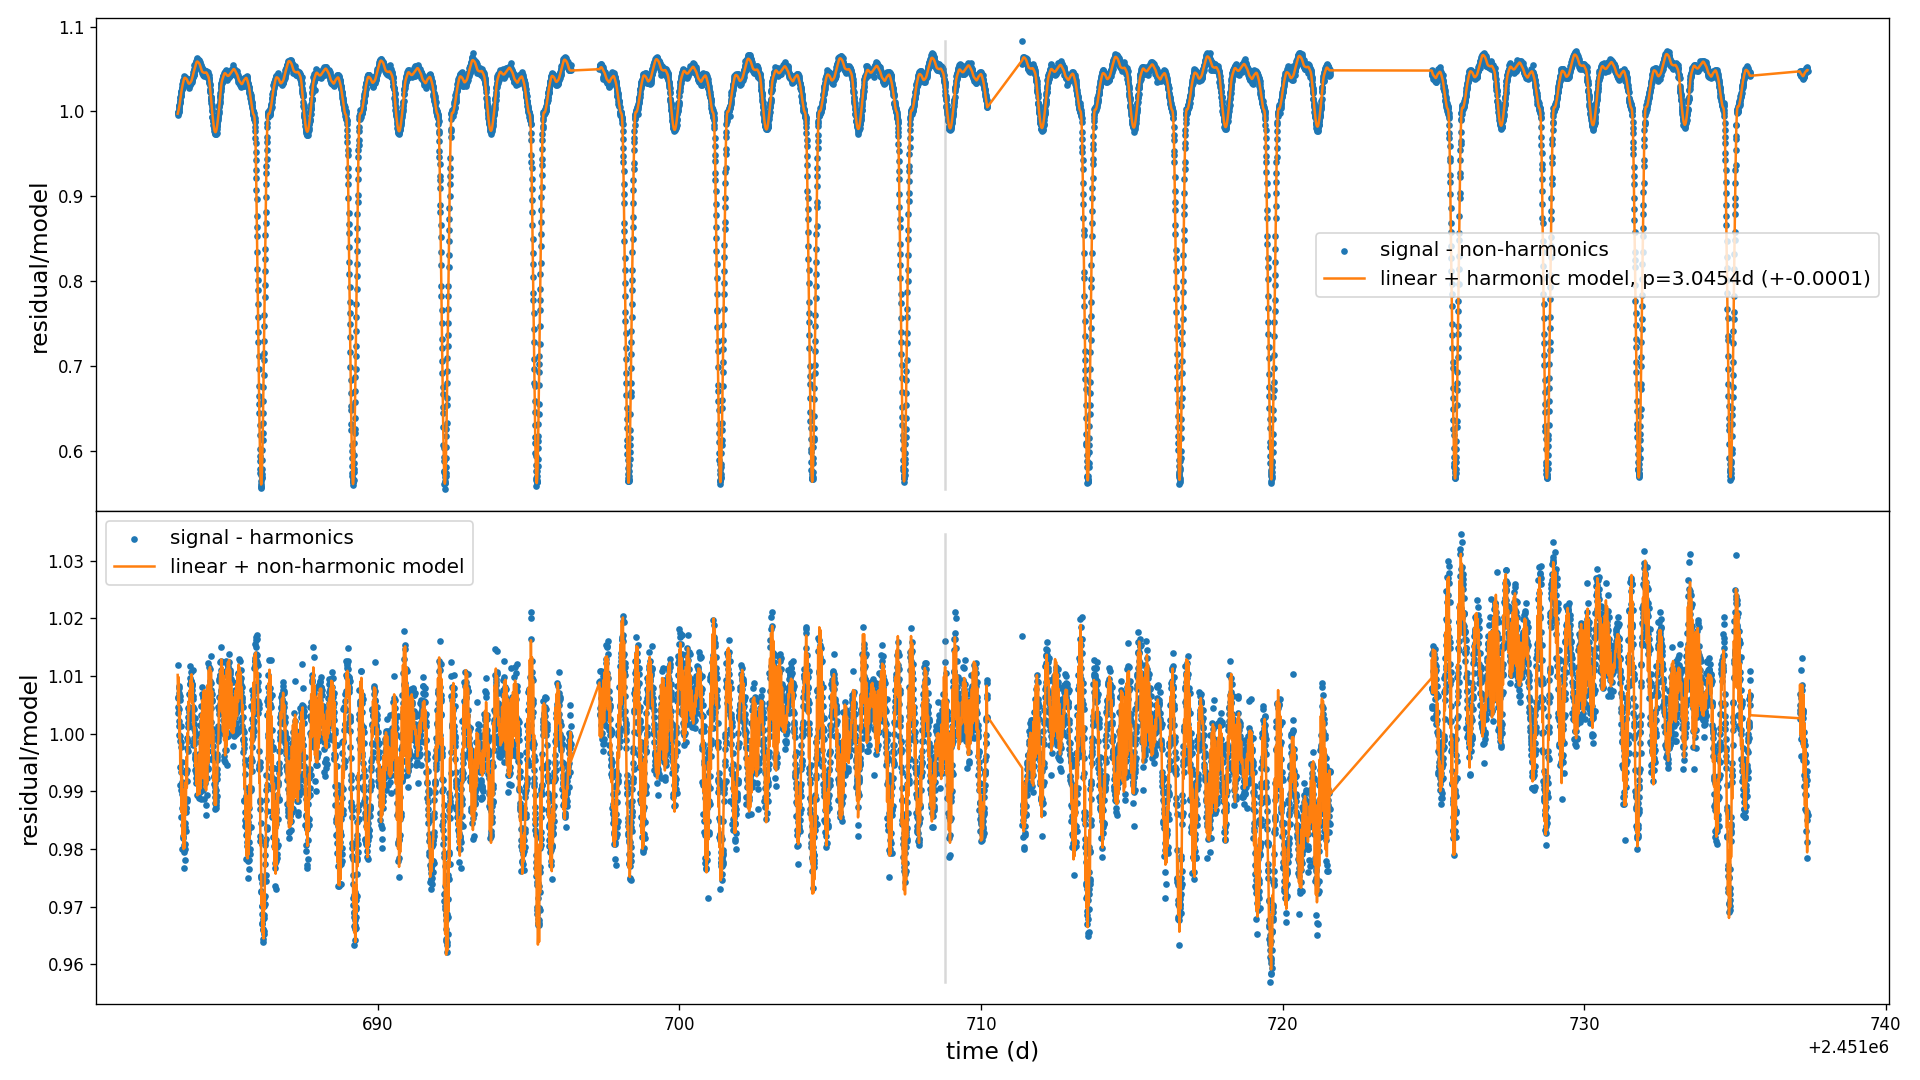 1.1
1.0
0.9
0.8
0.7
0.6
residual/model
signal - non-harmonics
linear + harmonic model, p=3.0454d (+-0.0001)
signal - harmonics
linear + non-harmonic model
1.03
1.02
1.01
1.00
0.99
0.98
0.97
0.96
residual/model
690
700
710
720
730
740
time (d)
+2.451e6